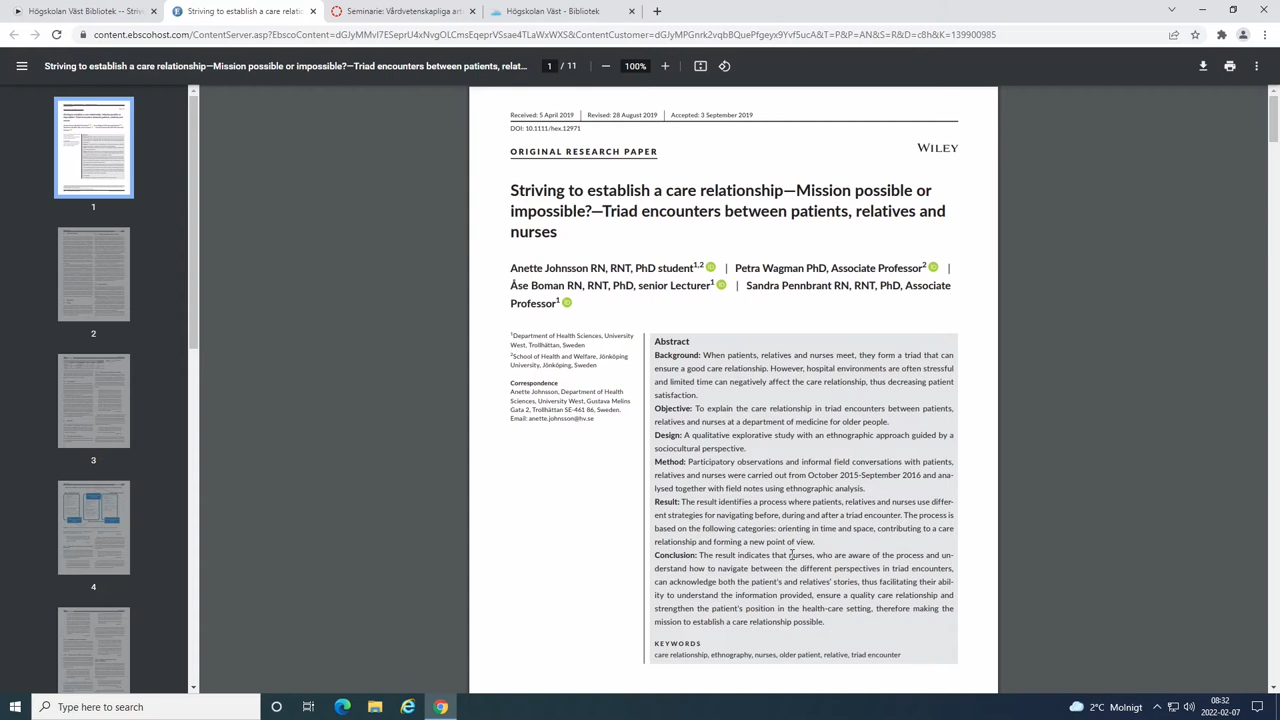 Högskolan Väst Bibliotek -- Striv
Striving to establish a care relat
Seminarie: Vårdvetenskapliga art
Högskolan Väst - Bibliotek
content.ebscohost.com/ContentServer.asp?EbscoContent=dGJyMMvl7ESeprU4xNvgOLCmsEqeprVSsae4TLaWxWXS&ContentCustomer=dGJyMPGnrk2vqbBQuePfgeyx9Yvf5ucA&T=P&P=AN&S=R&D=c8h&K=139900985
Striving to establish a care relationship—Mission possible or impossible?—Triad encounters between patients, relat...
1 / 11
100%
1
2
3
4
Received: 5 April 2019 | Revised: 28 August 2019 | Accepted: 3 September 2019
DOI: 10.1111/hex.12971
ORIGINAL RESEARCH PAPER
WILEY
Striving to establish a care relationship—Mission possible or
impossible?—Triad encounters between patients, relatives and
nurses
Anette Johnsson RN, RNT, PhD student1,2 | Petra Wagman PhD, Associate Professor2 |
Åse Boman RN, RNT, PhD, senior Lecturer1 | Sandra Pennbrant RN, RNT, PhD, Associate
Professor1
1Department of Health Sciences, University
West, Trollhättan, Sweden
2School of Health and Welfare, Jönköping
University, Jönköping, Sweden
Correspondence
Anette Johnsson, Department of Health
Sciences, University West, Gustava Melins
Gata 2, Trollhättan SE-461 86, Sweden.
Email: anette.johnsson@hv.se
Abstract
Background: When patients, relatives and nurses meet, they form a triad that can
ensure a good care relationship. However, hospital environments are often stressful
and limited time can negatively affect the care relationship, thus decreasing patient
satisfaction.
Objective: To explain the care relationship in triad encounters between patients,
relatives and nurses at a department of medicine for older people.
Design: A qualitative explorative study with an ethnographic approach guided by a
sociocultural perspective.
Method: Participatory observations and informal field conversations with patients,
relatives and nurses were carried out from October 2015-September 2016 and ana-
lysed together with field notes using ethnographic analysis.
Result: The result identifies a process where patients, relatives and nurses use differ-
ent strategies for navigating before, during and after a triad encounter. The process is
based on the following categories: orienting in time and space, contributing to a care
relationship and forming a new point of view.
Conclusion: The result indicates that nurses, who are aware of the process and un-
derstand how to navigate between the different perspectives in triad encounters,
can acknowledge both the patient's and relatives' stories, thus facilitating their abil-
ity to understand the information provided, ensure a quality care relationship and
strengthen the patient's position in the health-care setting, therefore making the
mission to establish a care relationship possible.
KEYWORDS
care relationship, ethnography, nurses, older patient, relative, triad encounter
Type here to search
2°C Molnigt
08:32
2022-02-07